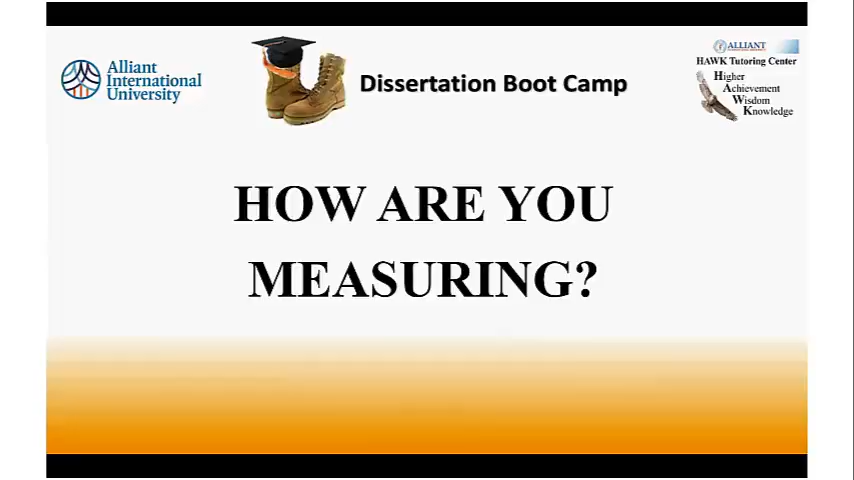 Alliant
International
University
Dissertation Boot Camp
ALLIANT
HAWK Tutoring Center
Higher
Achievement
Wisdom
Knowledge
HOW ARE YOU
MEASURING?